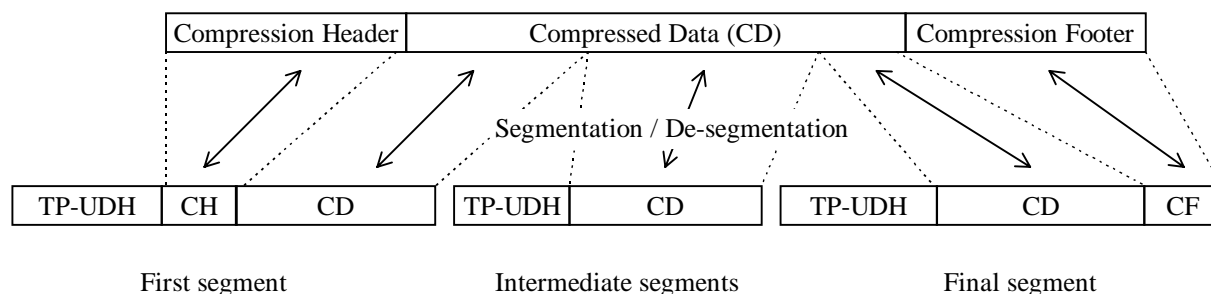 Compression Header Compressed Data (CD) Compression Footer
Segmentation / De-segmentation
TP-UDH CH CD TP-UDH CD TP-UDH CD CF
First segment Intermediate segments Final segment